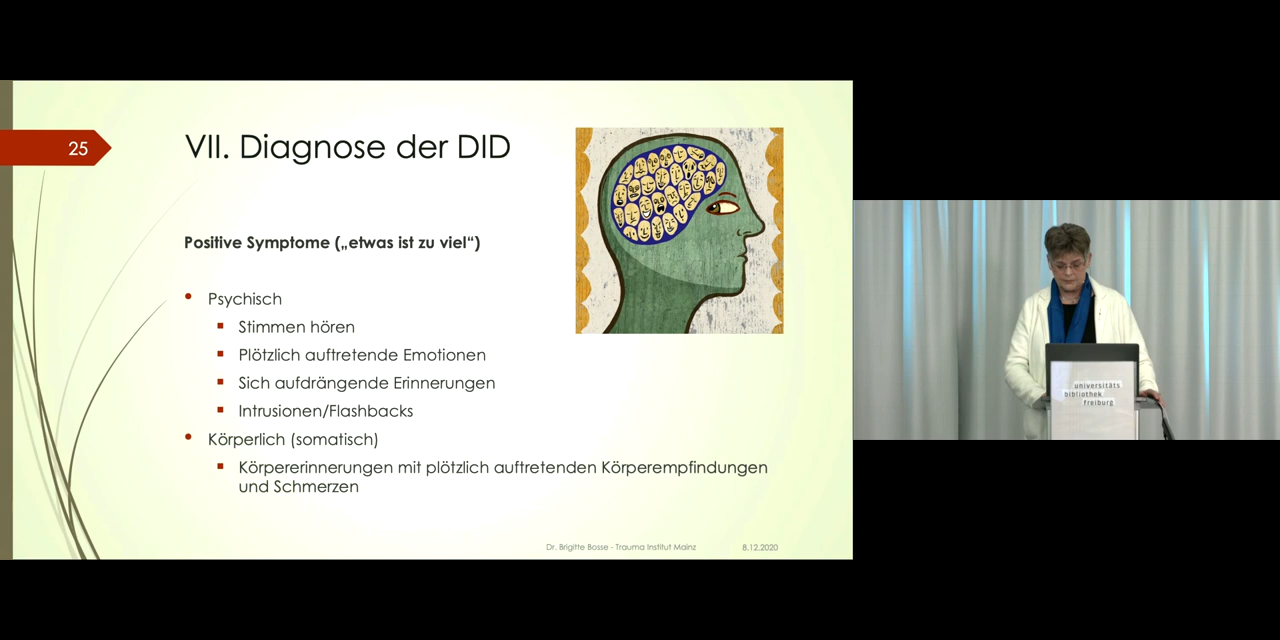 25
VII. Diagnose der DID
Positive Symptome („etwas ist zu viel“)
Psychisch
Stimmen hören
Plötzlich auftretende Emotionen
Sich aufdrängende Erinnerungen
Intrusionen/Flashbacks
Körperlich (somatisch)
Körpererinnerungen mit plötzlich auftretenden Körperempfindungen
und Schmerzen
Dr. Brigitte Bosse - Trauma Institut Mainz
8.12.2020
universitäts
bibliothek
freiburg